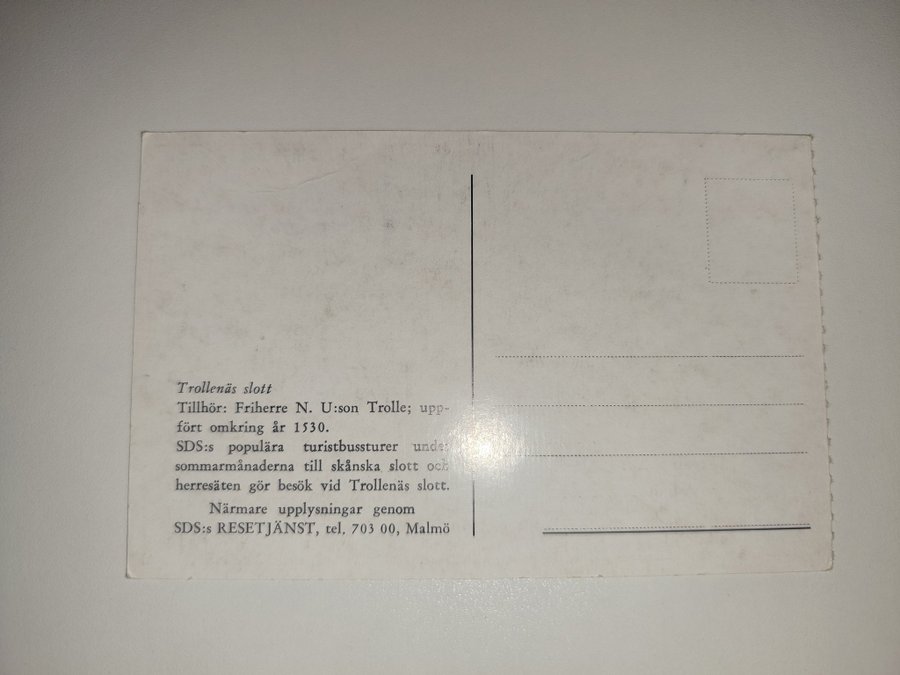 Trollenäs slott
Tillhör: Friherre N. U:son Trolle; upp-
fört omkring år 1530.
SDS:s populära turistbussturer under
sommarmånaderna till skånska slott och
herresäten gör besök vid Trollenäs slott.
Närmare upplysningar genom
SDS:s RESETJÄNST, tel. 703 00, Malmö